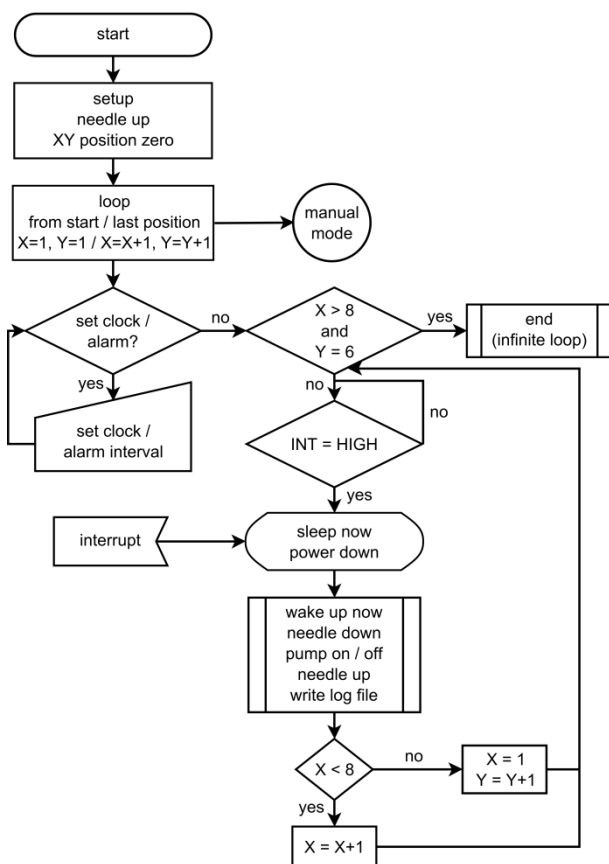 start
setup
needle up
XY position zero
loop
from start / last position
X=1, Y=1 / X=X+1, Y=Y+1
manual
mode
set clock /
alarm?
no
X > 8
and
Y = 6
yes
end
(infinite loop)
yes
set clock /
alarm interval
no
no
INT = HIGH
yes
interrupt
sleep now
power down
wake up now
needle down
pump on / off
needle up
write log file
X < 8
no
X = 1
Y = Y+1
yes
X = X+1